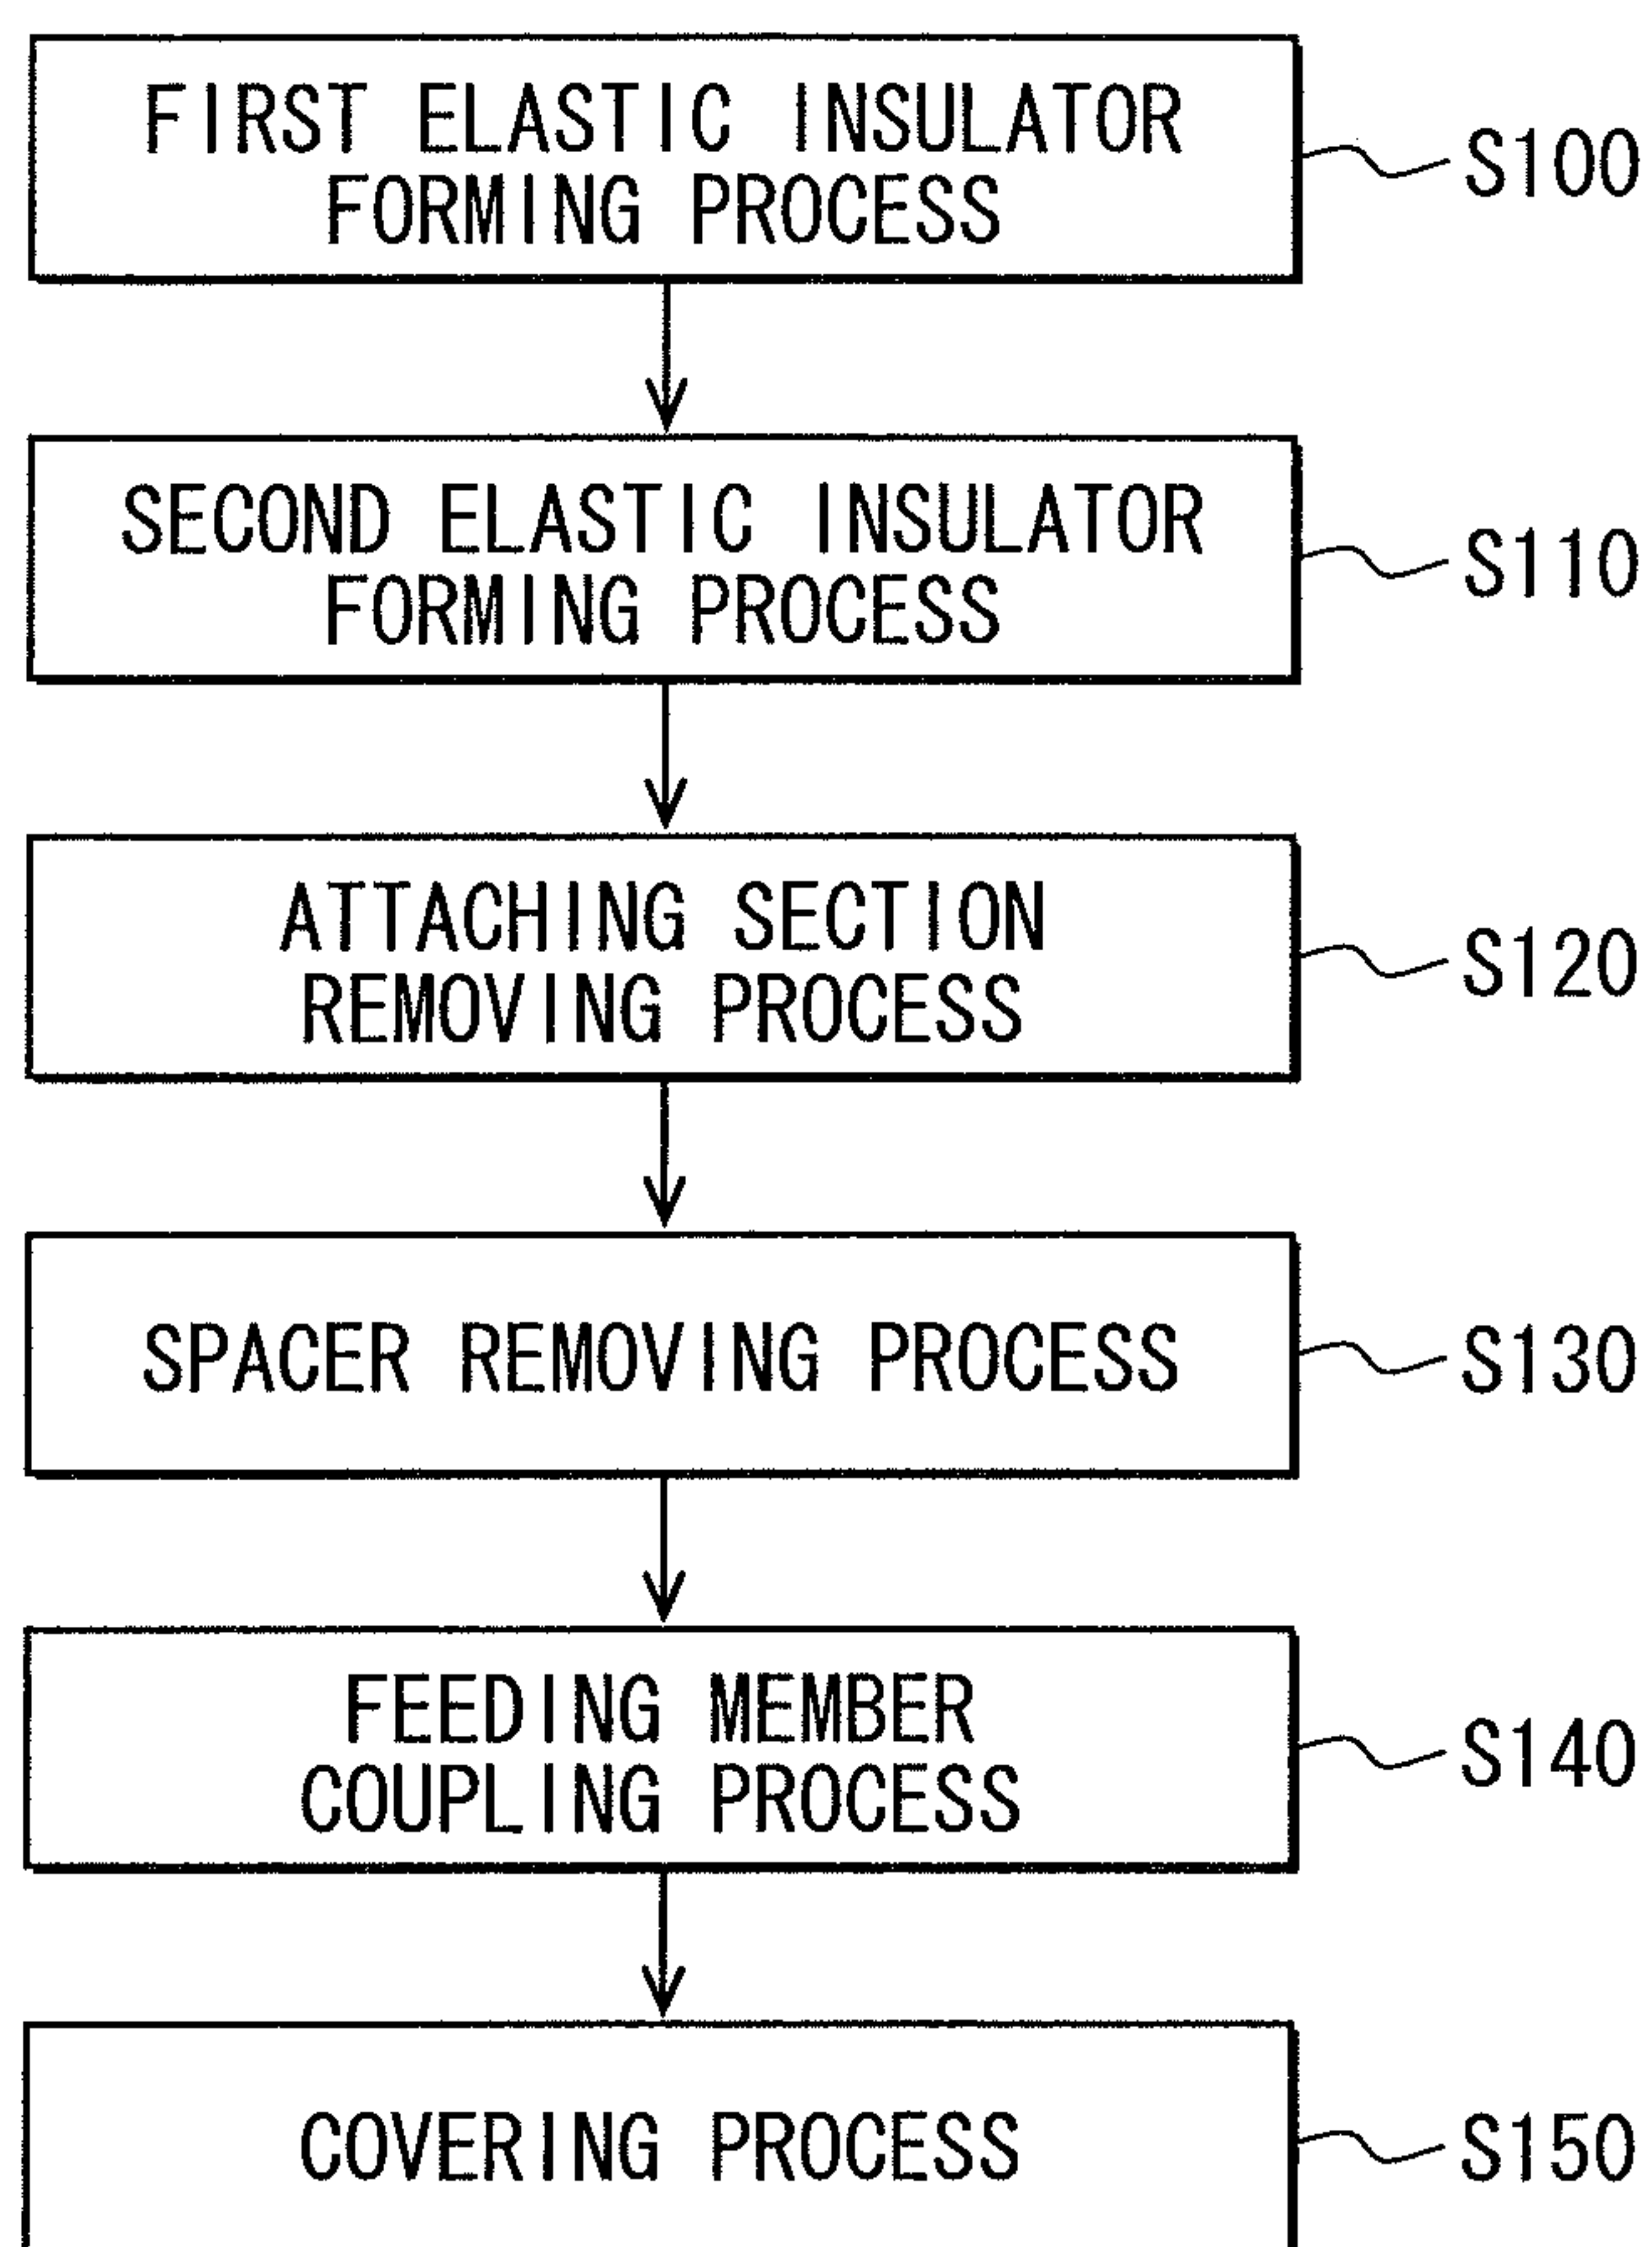 FIRST ELASTIC INSULATOR
FORMING PROCESS
S100
SECOND ELASTIC INSULATOR
FORMING PROCESS
S110
ATTACHING SECTION
REMOVING PROCESS
S120
SPACER REMOVING PROCESS
S130
FEEDING MEMBER
COUPLING PROCESS
S140
COVERING PROCESS
S150